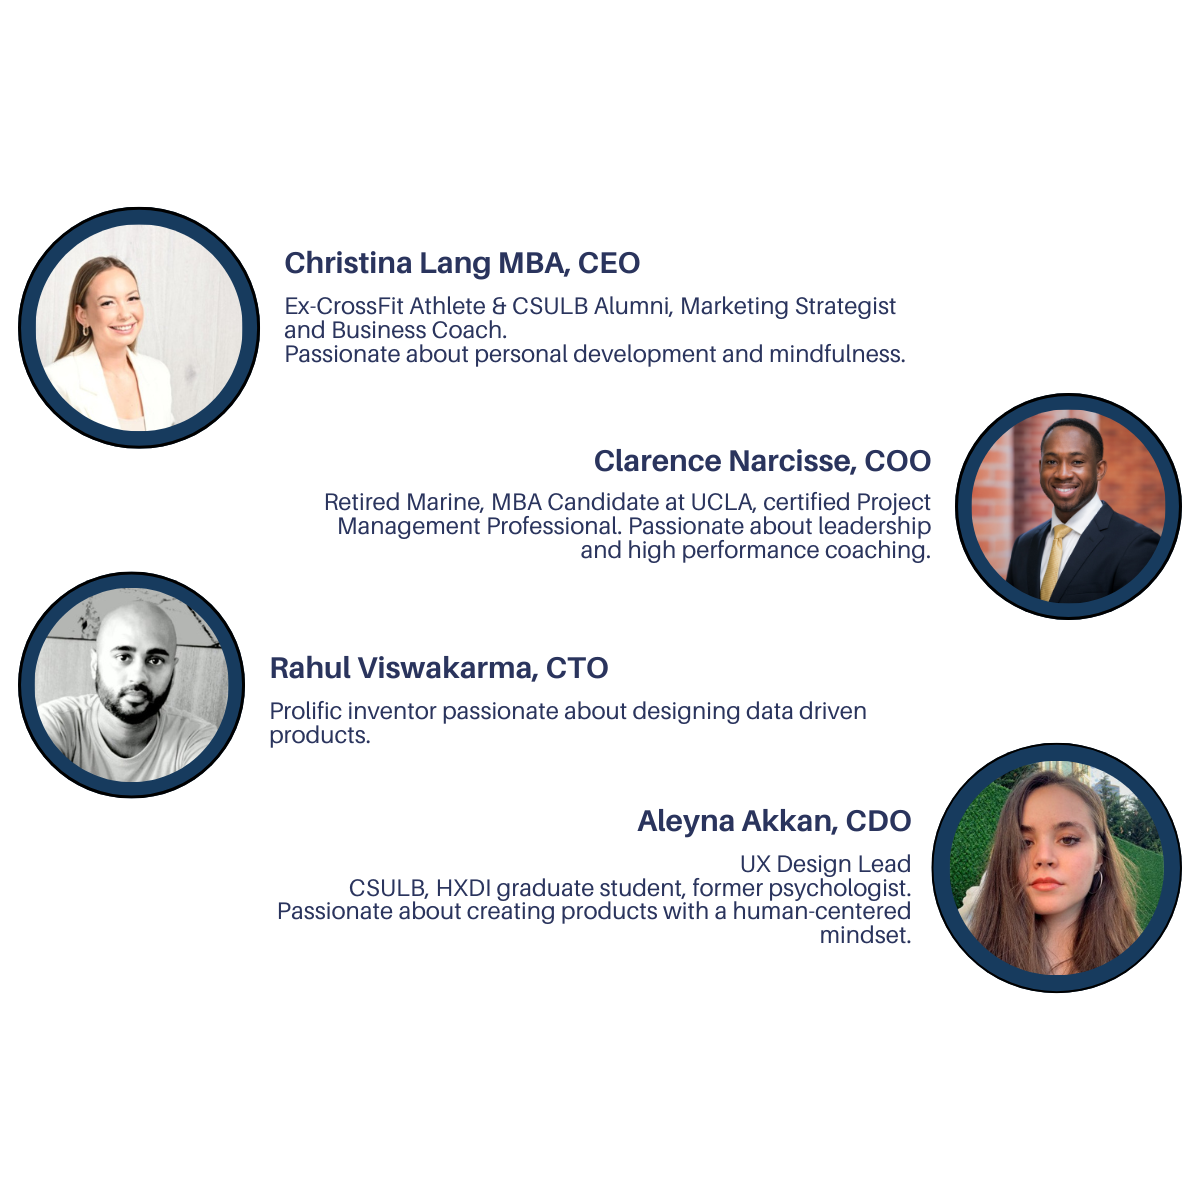 Christina Lang MBA, CEO
Ex-CrossFit Athlete & CSULB Alumni, Marketing Strategist
and Business Coach.
Passionate about personal development and mindfulness.
Clarence Narcisse, COO
Retired Marine, MBA Candidate at UCLA, certified Project
Management Professional. Passionate about leadership
and high performance coaching.
Rahul Viswakarma, CTO
Prolific inventor passionate about designing data driven
products.
Aleyna Akkan, CDO
UX Design Lead
CSULB, HXDI graduate student, former psychologist.
Passionate about creating products with a human-centered
mindset.